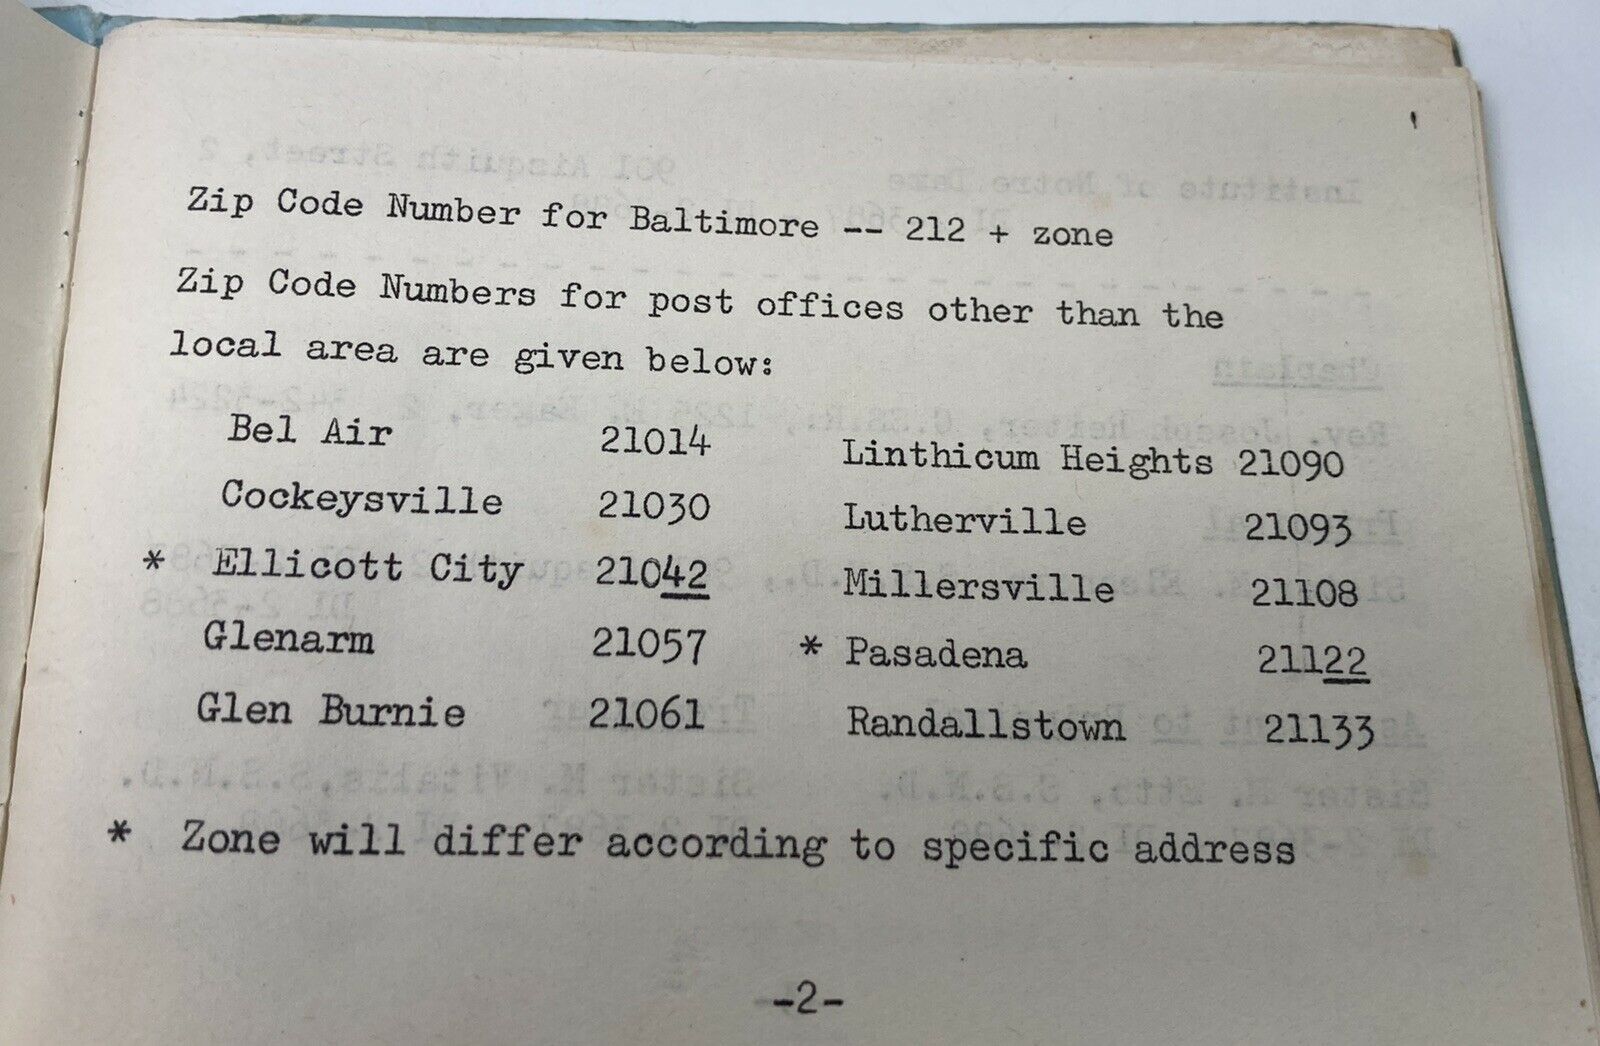 Zip Code Number for Baltimore -- 212 + zone
Zip Code Numbers for post offices other than the
local area are given below:
Bel Air 21014
Cockeysville 21030
* Ellicott City 21042
Glenarm 21057
Glen Burnie 21061
Linthicum Heights 21090
Lutherville 21093
Millersville 21108
* Pasadena 21122
Randallstown 21133
* Zone will differ according to specific address
-2-